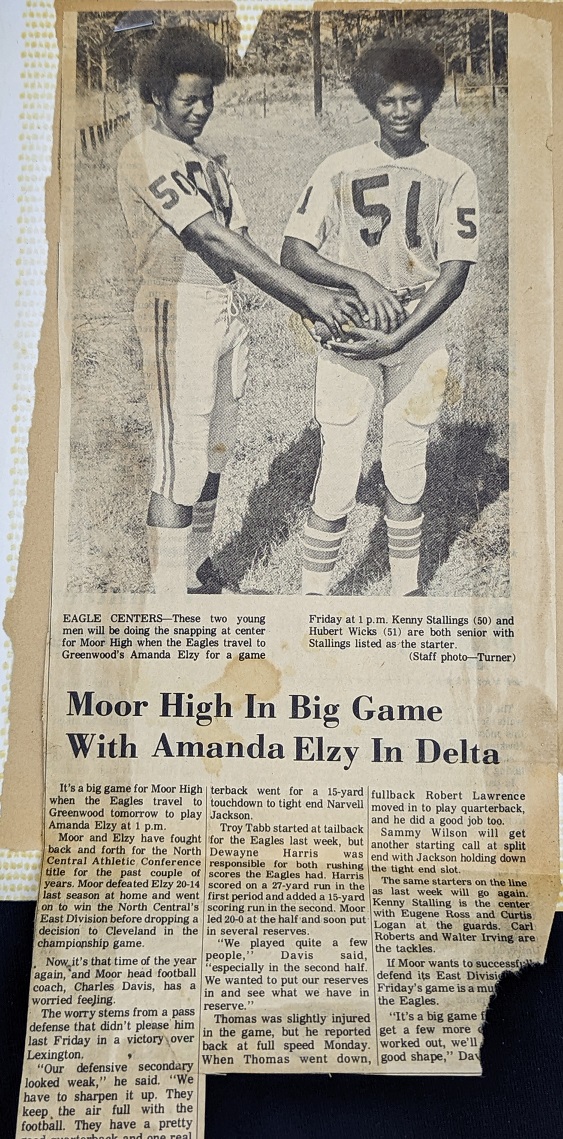 50
1
51
5
EAGLE CENTERS—These two young
men will be doing the snapping at center
for Moor High when the Eagles travel to
Greenwood's Amanda Elzy for a game
Friday at 1 p.m. Kenny Stallings (50) and
Hubert Wicks (51) are both senior with
Stallings listed as the starter.
(Staff photo—Turner)
Moor High In Big Game
With Amanda Elzy In Delta
It's a big game for Moor High
when the Eagles travel to
Greenwood tomorrow to play
Amanda Elzy at 1 p.m.
Moor and Elzy have fought
back and forth for the North
Central Athletic Conference
title for the past couple of
years. Moor defeated Elzy 20-14
last season at home and went
on to win the North Central's
East Division before dropping a
decision to Cleveland in the
championship game.
Now it's that time of the year
again, and Moor head football
coach, Charles Davis, has a
worried feeling.
The worry stems from a pass
defense that didn't please him
last Friday in a victory over
Lexington.
"Our defensive secondary
looked weak," he said. "We
have to sharpen it up. They
keep the air full with the
football. They have a pretty
good quarterback and one real
terback went for a 15-yard
touchdown to tight end Narvell
Jackson.
Troy Tabb started at tailback
for the Eagles last week, but
Dewayne Harris was
responsible for both rushing
scores the Eagles had. Harris
scored on a 27-yard run in the
first period and added a 15-yard
scoring run in the second. Moor
led 20-0 at the half and soon put
in several reserves.
"We played quite a few
people," Davis said,
"especially in the second half.
We wanted to put our reserves
in and see what we have in
reserve."
Thomas was slightly injured
in the game, but he reported
back at full speed Monday.
When Thomas went down,
fullback Robert Lawrence
moved in to play quarterback,
and he did a good job too.
Sammy Wilson will get
another starting call at split
end with Jackson holding down
the tight end slot.
The same starters on the line
as last week will go again.
Kenny Stalling is the center
with Eugene Ross and Curtis
Logan at the guards. Carl
Roberts and Walter Irving are
the tackles.
If Moor wants to successfully
defend its East Divisi
Friday's game is a mu
the Eagles.
"It's a big game f
get a few more
worked out, we'll
good shape," Dav